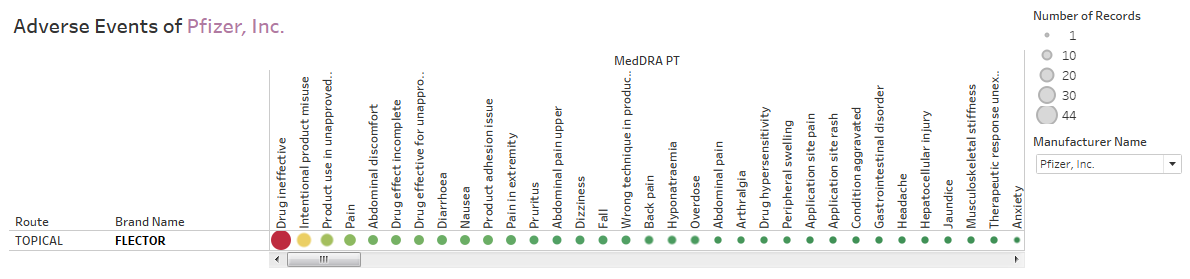 Adverse Events of Pfizer, Inc.
Number of Records
1
10
20
30
44
Manufacturer Name
Pfizer, Inc.
MedDRA PT
Route
Brand Name
Drug ineffective
Intentional product misuse
Product use in unapproved..
Pain
Abdominal discomfort
Drug effect incomplete
Drug effective for unappro..
Diarrhoea
Nausea
Product adhesion issue
Pain in extremity
Pruritus
Abdominal pain upper
Dizziness
Fall
Wrong technique in produc..
Back pain
Hyponatraemia
Overdose
Abdominal pain
Arthralgia
Drug hypersensitivity
Peripheral swelling
Application site pain
Application site rash
Condition aggravated
Gastrointestinal disorder
Headache
Hepatocellular injury
Jaundice
Musculoskeletal stiffness
Therapeutic response unex..
Anxiety
TOPICAL
FLECTOR